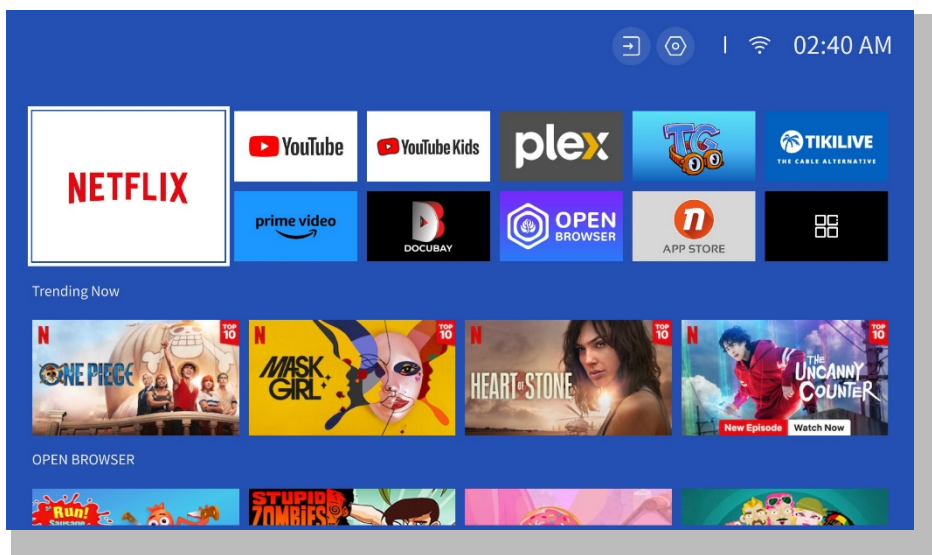 02:40 AM
NETFLIX
YouTube
YouTube Kids
plex
TG
TIKILIVE
THE CABLE ALTERNATIVE
prime video
DOCUBAY
OPEN
BROWSER
APP STORE
Trending Now
N
TOP
10
ONE PIECE
N
TOP
10
MASK
GIRL
N
TOP
10
HEART OF STONE
N
TOP
10
THE
UNCANNY
COUNTER
New Episode
Watch Now
OPEN BROWSER
Run!
Sausage
STUPID
ZOMBIES